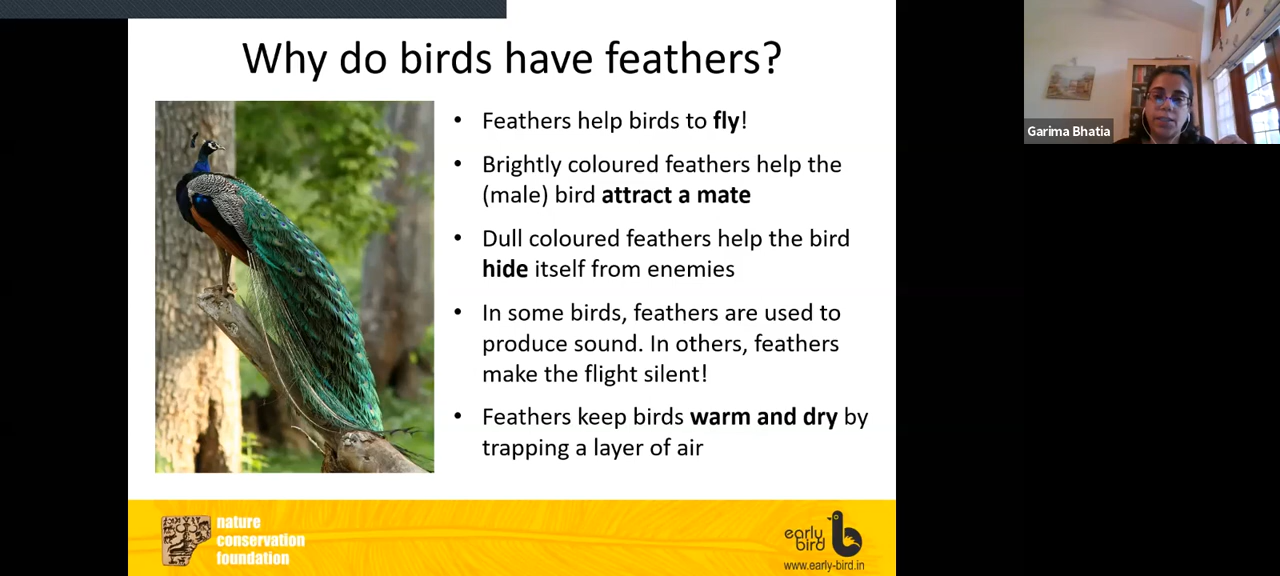 Why do birds have feathers?
• Feathers help birds to fly!
• Brightly coloured feathers help the
(male) bird attract a mate
• Dull coloured feathers help the bird
hide itself from enemies
• In some birds, feathers are used to
produce sound. In others, feathers
make the flight silent!
• Feathers keep birds warm and dry by
trapping a layer of air
nature
conservation
foundation
early
bird
www.early-bird.in
Garima Bhatia